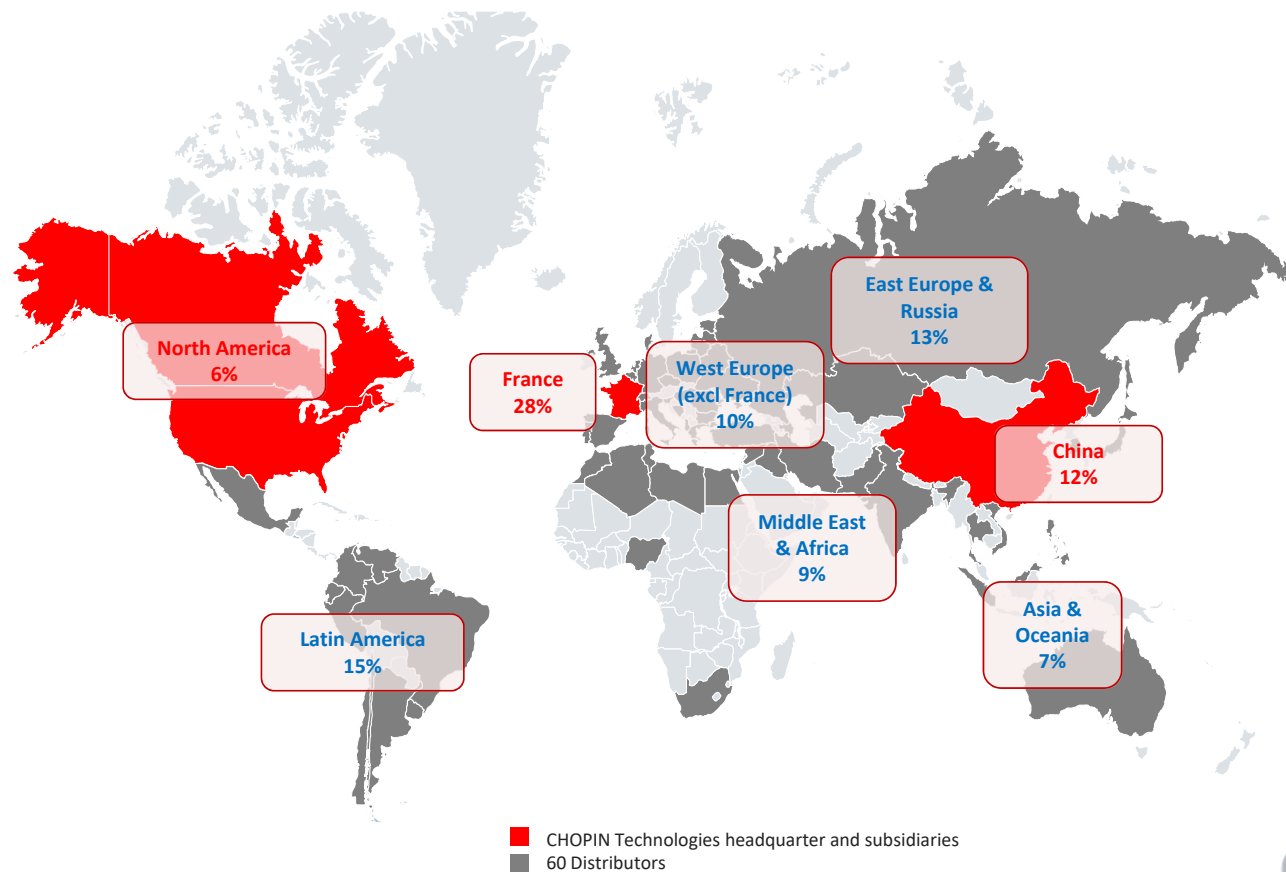 East Europe &
Russia
13%
North America
6%
France
28%
West Europe
(excl France)
10%
China
12%
Middle East
& Africa
9%
Asia &
Oceania
7%
Latin America
15%
CHOPIN Technologies headquarter and subsidiaries
60 Distributors